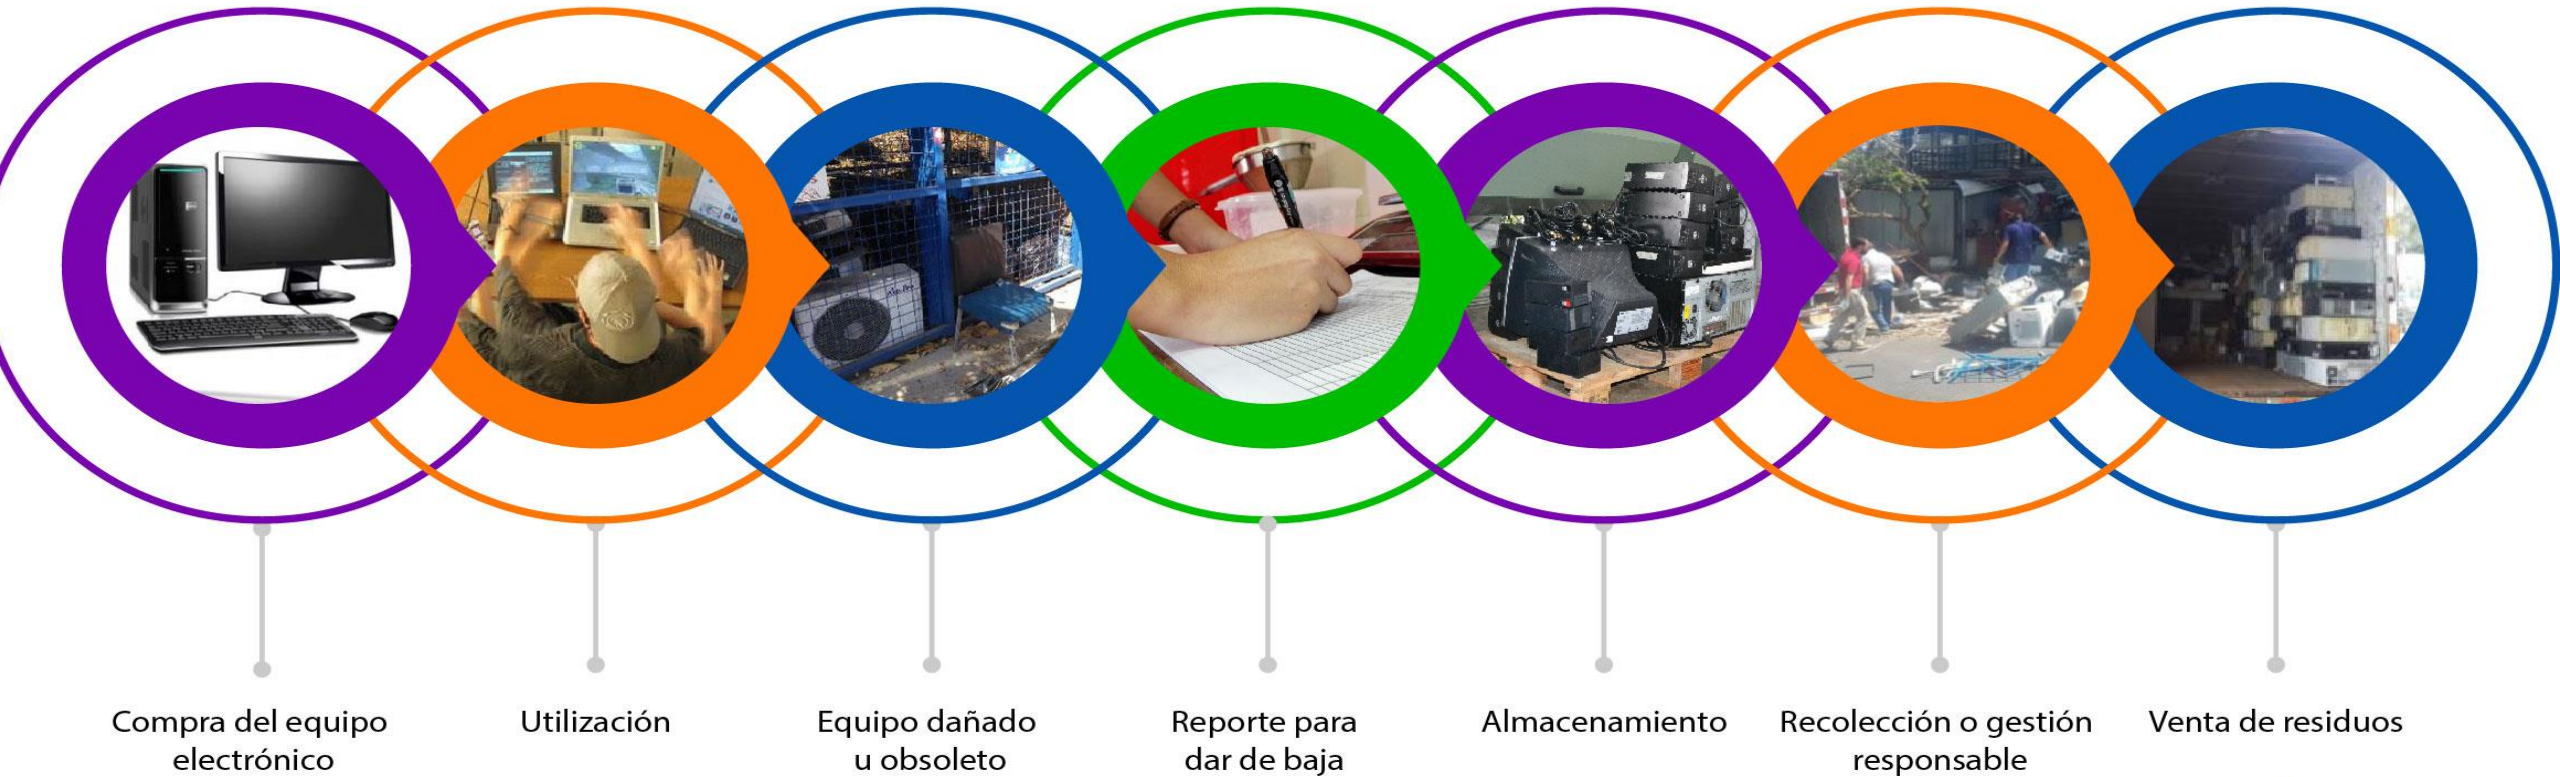 Compra del equipo
electrónico
Utilización
Equipo dañado
u obsoleto
Reporte para
dar de baja
Almacenamiento
Recolección o gestión
responsable
Venta de residuos